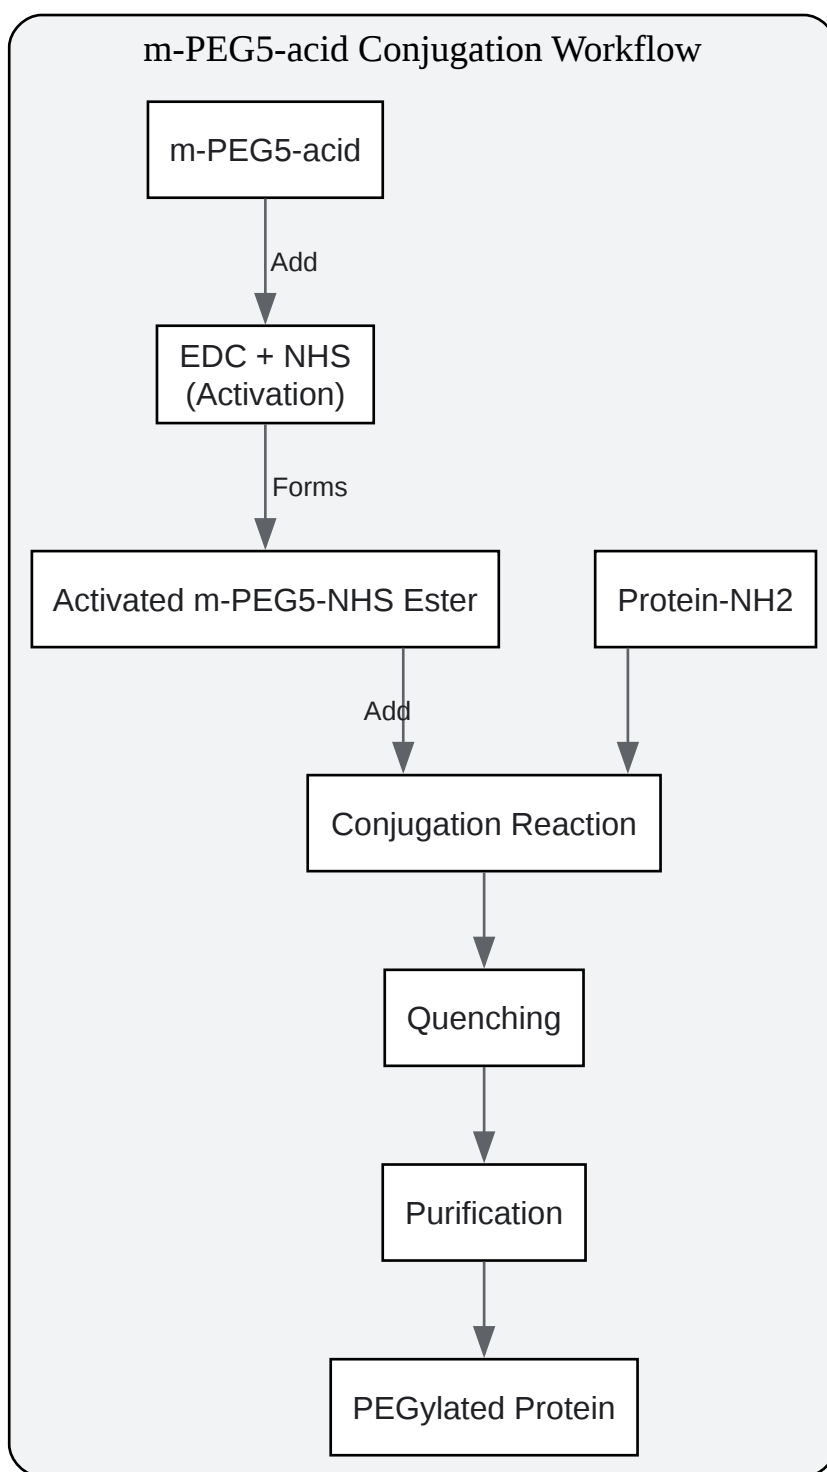 m-PEG5-acid Conjugation Workflow
m-PEG5-acid
Add
EDC + NHS
(Activation)
Forms
Activated m-PEG5-NHS Ester
Protein-NH2
Add
Conjugation Reaction
Quenching
Purification
PEGylated Protein